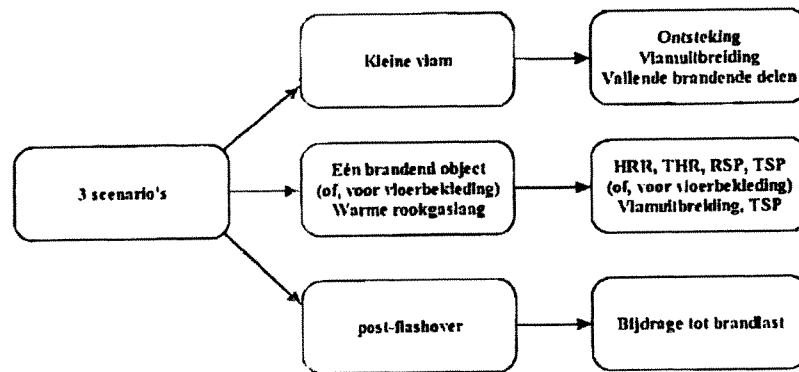 3 scenario's
Kleine vlam
Ontsteking
Vlamuitbreiding
Vallende brandende delen
Eén brandend object
(of, voor vloerbekleding)
Warme rookgaslaag
HRR, THR, RSP, TSP
(of, voor vloerbekleding)
Vlamuitbreiding, TSP
post-flashover
Bijdrage tot brandlast